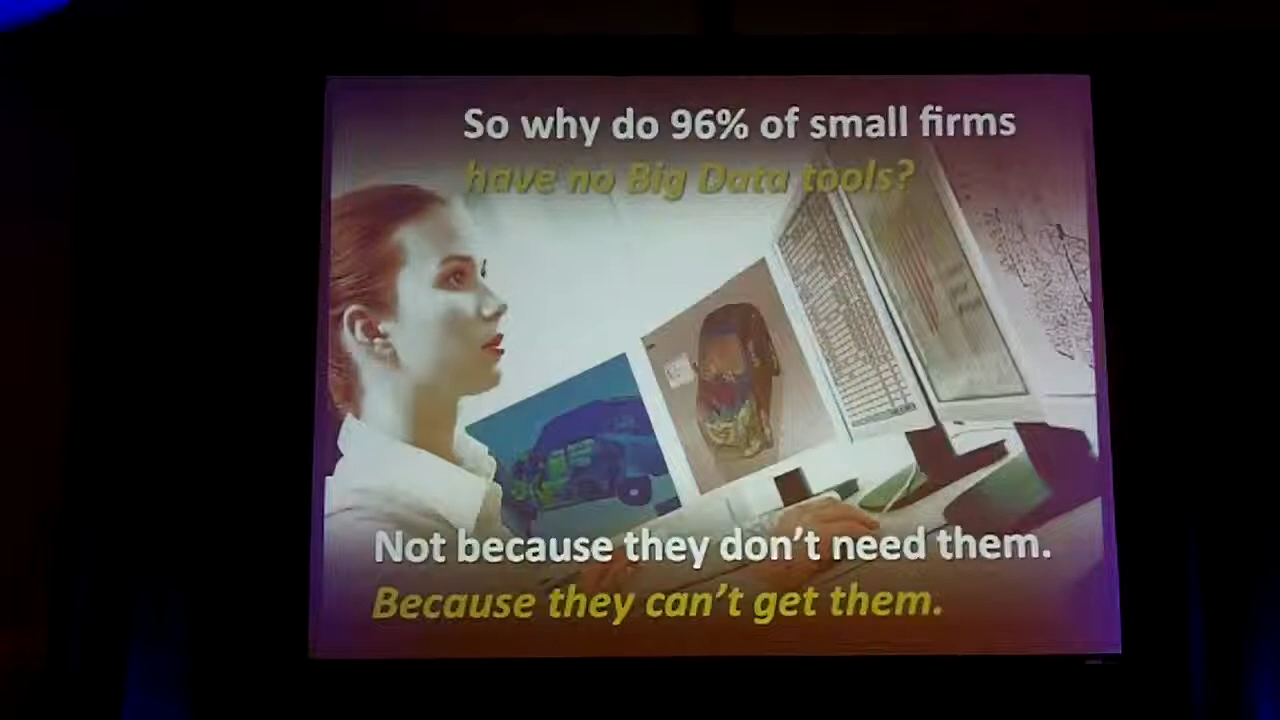 So why do 96% of small firms
have no Big Data tools?
Not because they don't need them.
Because they can't get them.